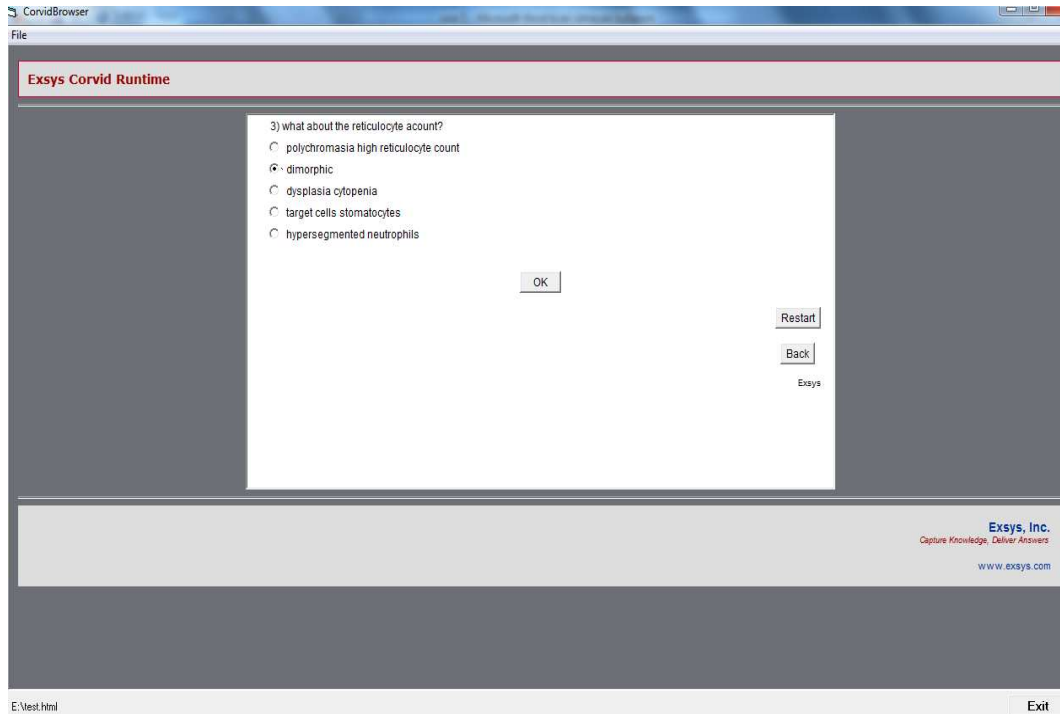 CorvidBrowser
File
Exsys Corvid Runtime
3) what about the reticulocyte acount?
polychromasia high reticulocyte count
dimorphic
dysplasia cytopenia
target cells stomatocytes
hypersegmented neutrophils
OK
Restart
Back
Exsys
Exsys, Inc.
Capture Knowledge, Deliver Answers
www.exsys.com
E:\test.html
Exit